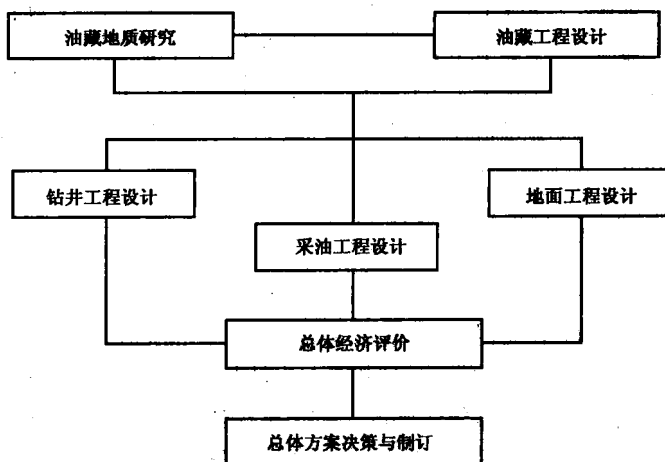 油藏地质研究
油藏工程设计
钻井工程设计
地面工程设计
采油工程设计
总体经济评价
总体方案决策与制订